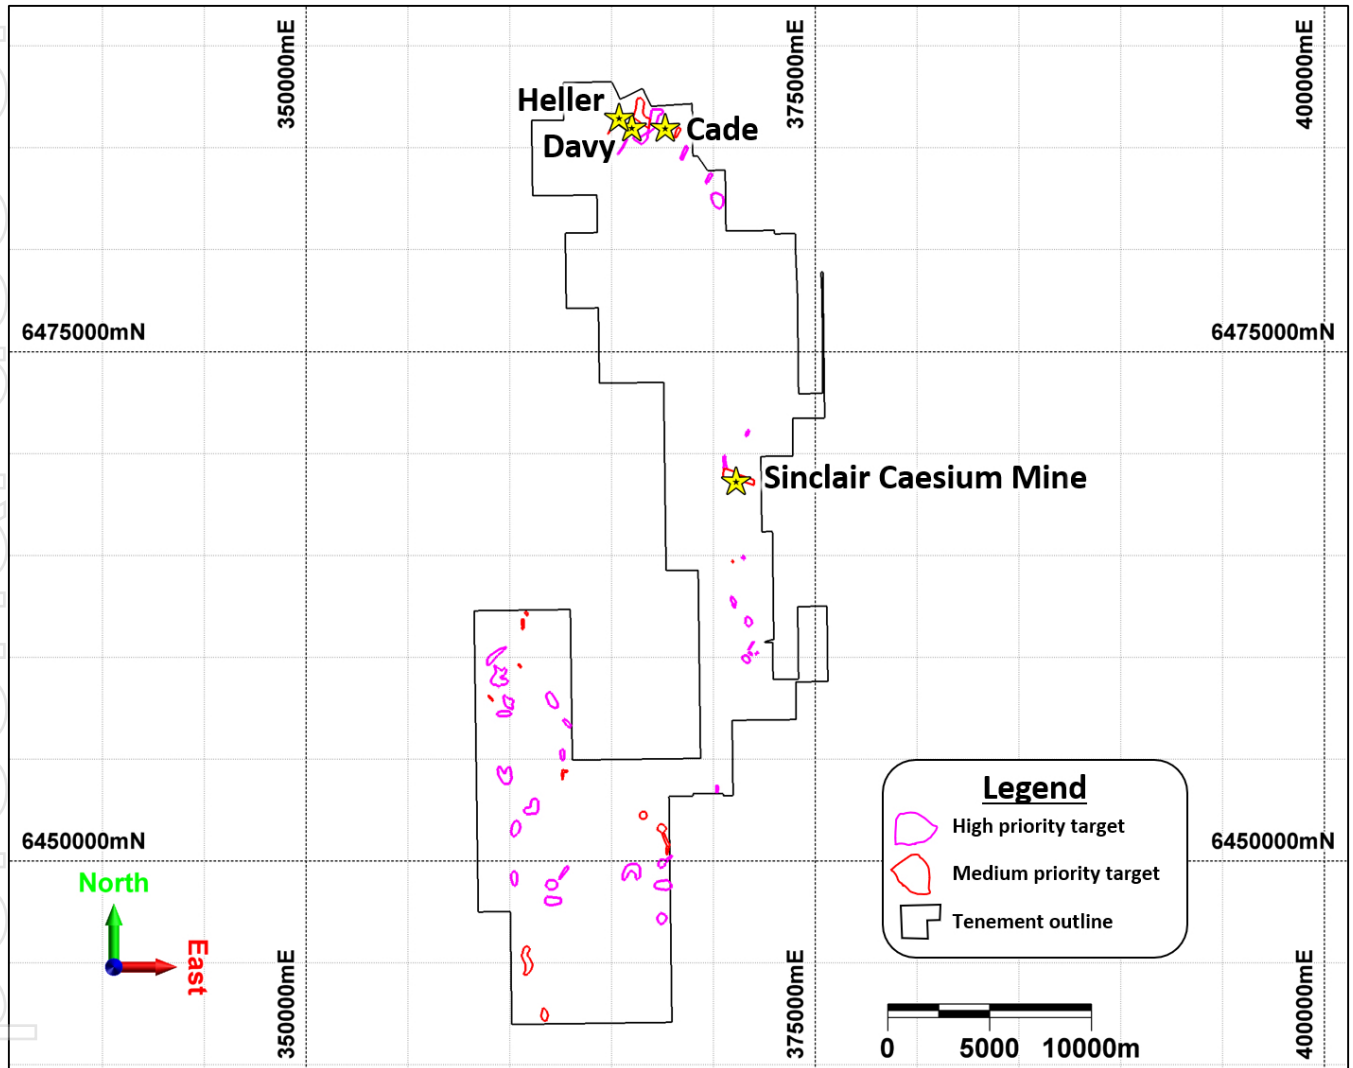 350000mE
375000mE
400000mE
Heller
Cade
Davy
6475000mN
6475000mN
Sinclair Caesium Mine
Legend
High priority target
Medium priority target
Tenement outline
6450000mN
6450000mN
North
East
350000mE
375000mE
400000mE
0 5000 10000m